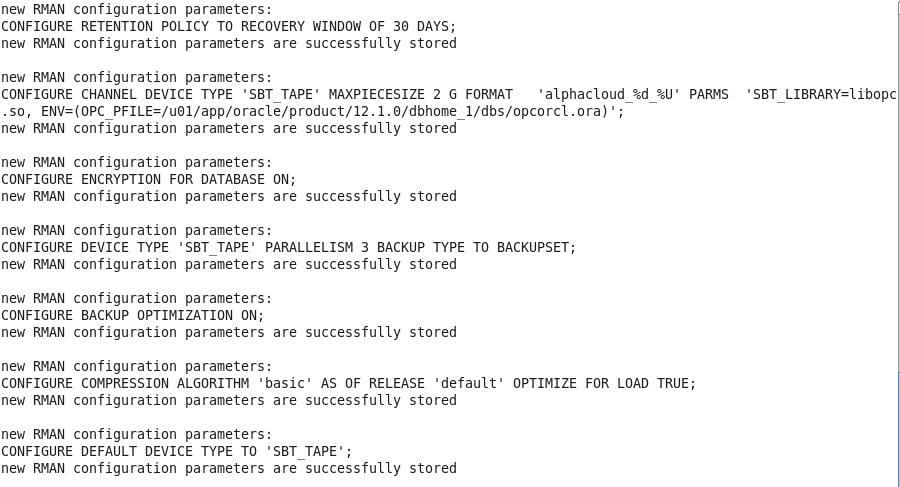 new RMAN configuration parameters:
CONFIGURE RETENTION POLICY TO RECOVERY WINDOW OF 30 DAYS;
new RMAN configuration parameters are successfully stored
new RMAN configuration parameters:
CONFIGURE CHANNEL DEVICE TYPE 'SBT_TAPE' MAXPIECESIZE 2 G FORMAT   'alphacloud_%d_%U' PARMS  'SBT_LIBRARY=libopc
.so, ENV=(OPC_PFILE=/u01/app/oracle/product/12.1.0/dbhome_1/dbs/opcorcl.ora)';
new RMAN configuration parameters are successfully stored
new RMAN configuration parameters:
CONFIGURE ENCRYPTION FOR DATABASE ON;
new RMAN configuration parameters are successfully stored
new RMAN configuration parameters:
CONFIGURE DEVICE TYPE 'SBT_TAPE' PARALLELISM 3 BACKUP TYPE TO BACKUPSET;
new RMAN configuration parameters are successfully stored
new RMAN configuration parameters:
CONFIGURE BACKUP OPTIMIZATION ON;
new RMAN configuration parameters are successfully stored
new RMAN configuration parameters:
CONFIGURE COMPRESSION ALGORITHM 'basic' AS OF RELEASE 'default' OPTIMIZE FOR LOAD TRUE;
new RMAN configuration parameters are successfully stored
new RMAN configuration parameters:
CONFIGURE DEFAULT DEVICE TYPE TO 'SBT_TAPE';
new RMAN configuration parameters are successfully stored